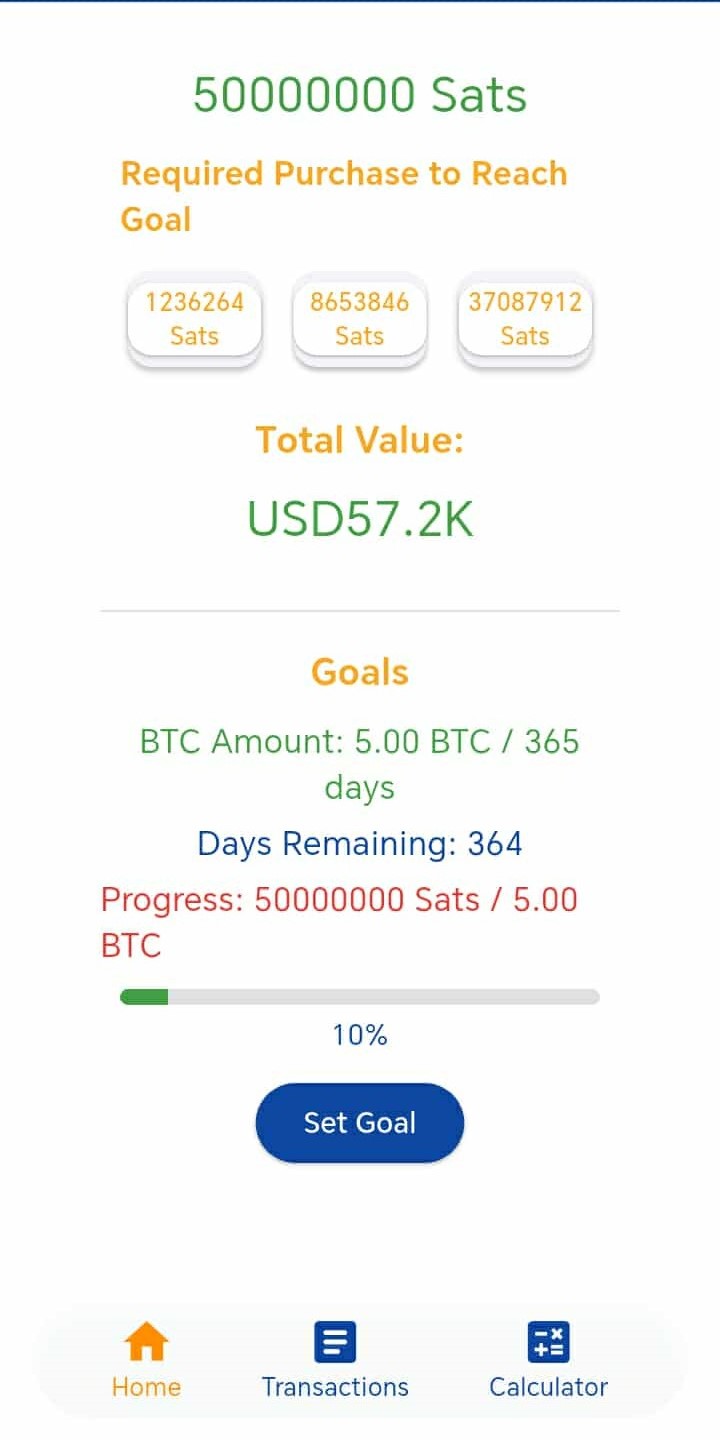 50000000 Sats
Required Purchase to Reach
Goal
1236264
Sats
8653846
Sats
37087912
Sats
Total Value:
USD57.2K
Goals
BTC Amount: 5.00 BTC / 365
days
Days Remaining: 364
Progress: 50000000 Sats / 5.00
BTC
10%
Set Goal
Home
Transactions
Calculator